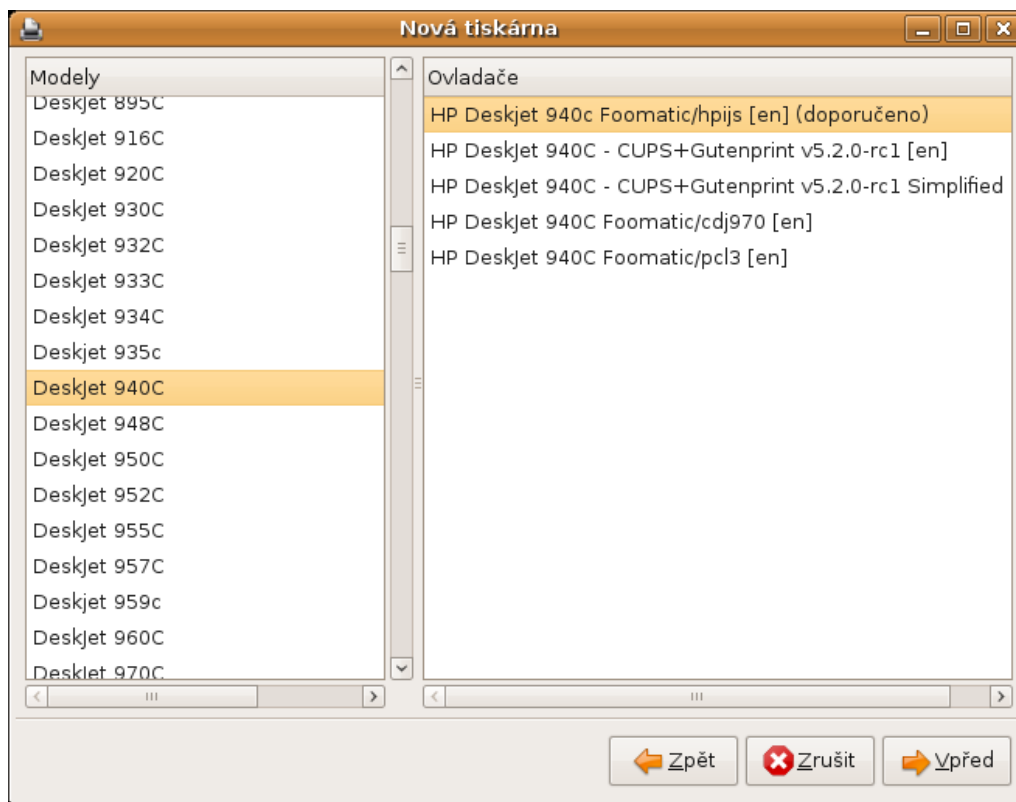 Nová tiskárna
Modely
DeskJet 895C
DeskJet 916C
DeskJet 920C
DeskJet 930C
DeskJet 932C
DeskJet 933C
DeskJet 934C
Deskjet 935c
DeskJet 940C
DeskJet 948C
DeskJet 950C
DeskJet 952C
DeskJet 955C
DeskJet 957C
Deskjet 959c
DeskJet 960C
DeskJet 970C
Ovladače
HP Deskjet 940c Foomatic/hpijs [en] (doporučeno)
HP DeskJet 940C - CUPS+Gutenprint v5.2.0-rc1 [en]
HP DeskJet 940C - CUPS+Gutenprint v5.2.0-rc1 Simplified
HP DeskJet 940C Foomatic/cdj970 [en]
HP DeskJet 940C Foomatic/pcl3 [en]
Zpět
Zrušit
Vpřed